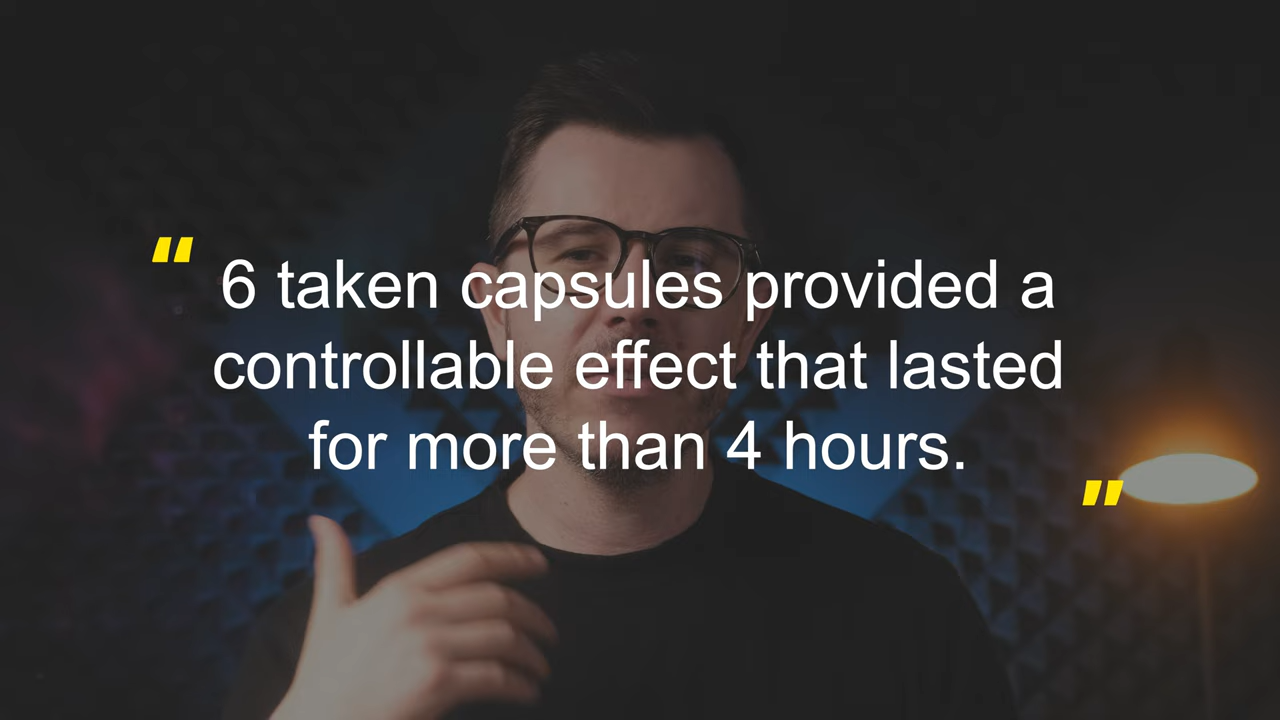 “ 6 taken capsules provided a
controllable effect that lasted
for more than 4 hours. ”